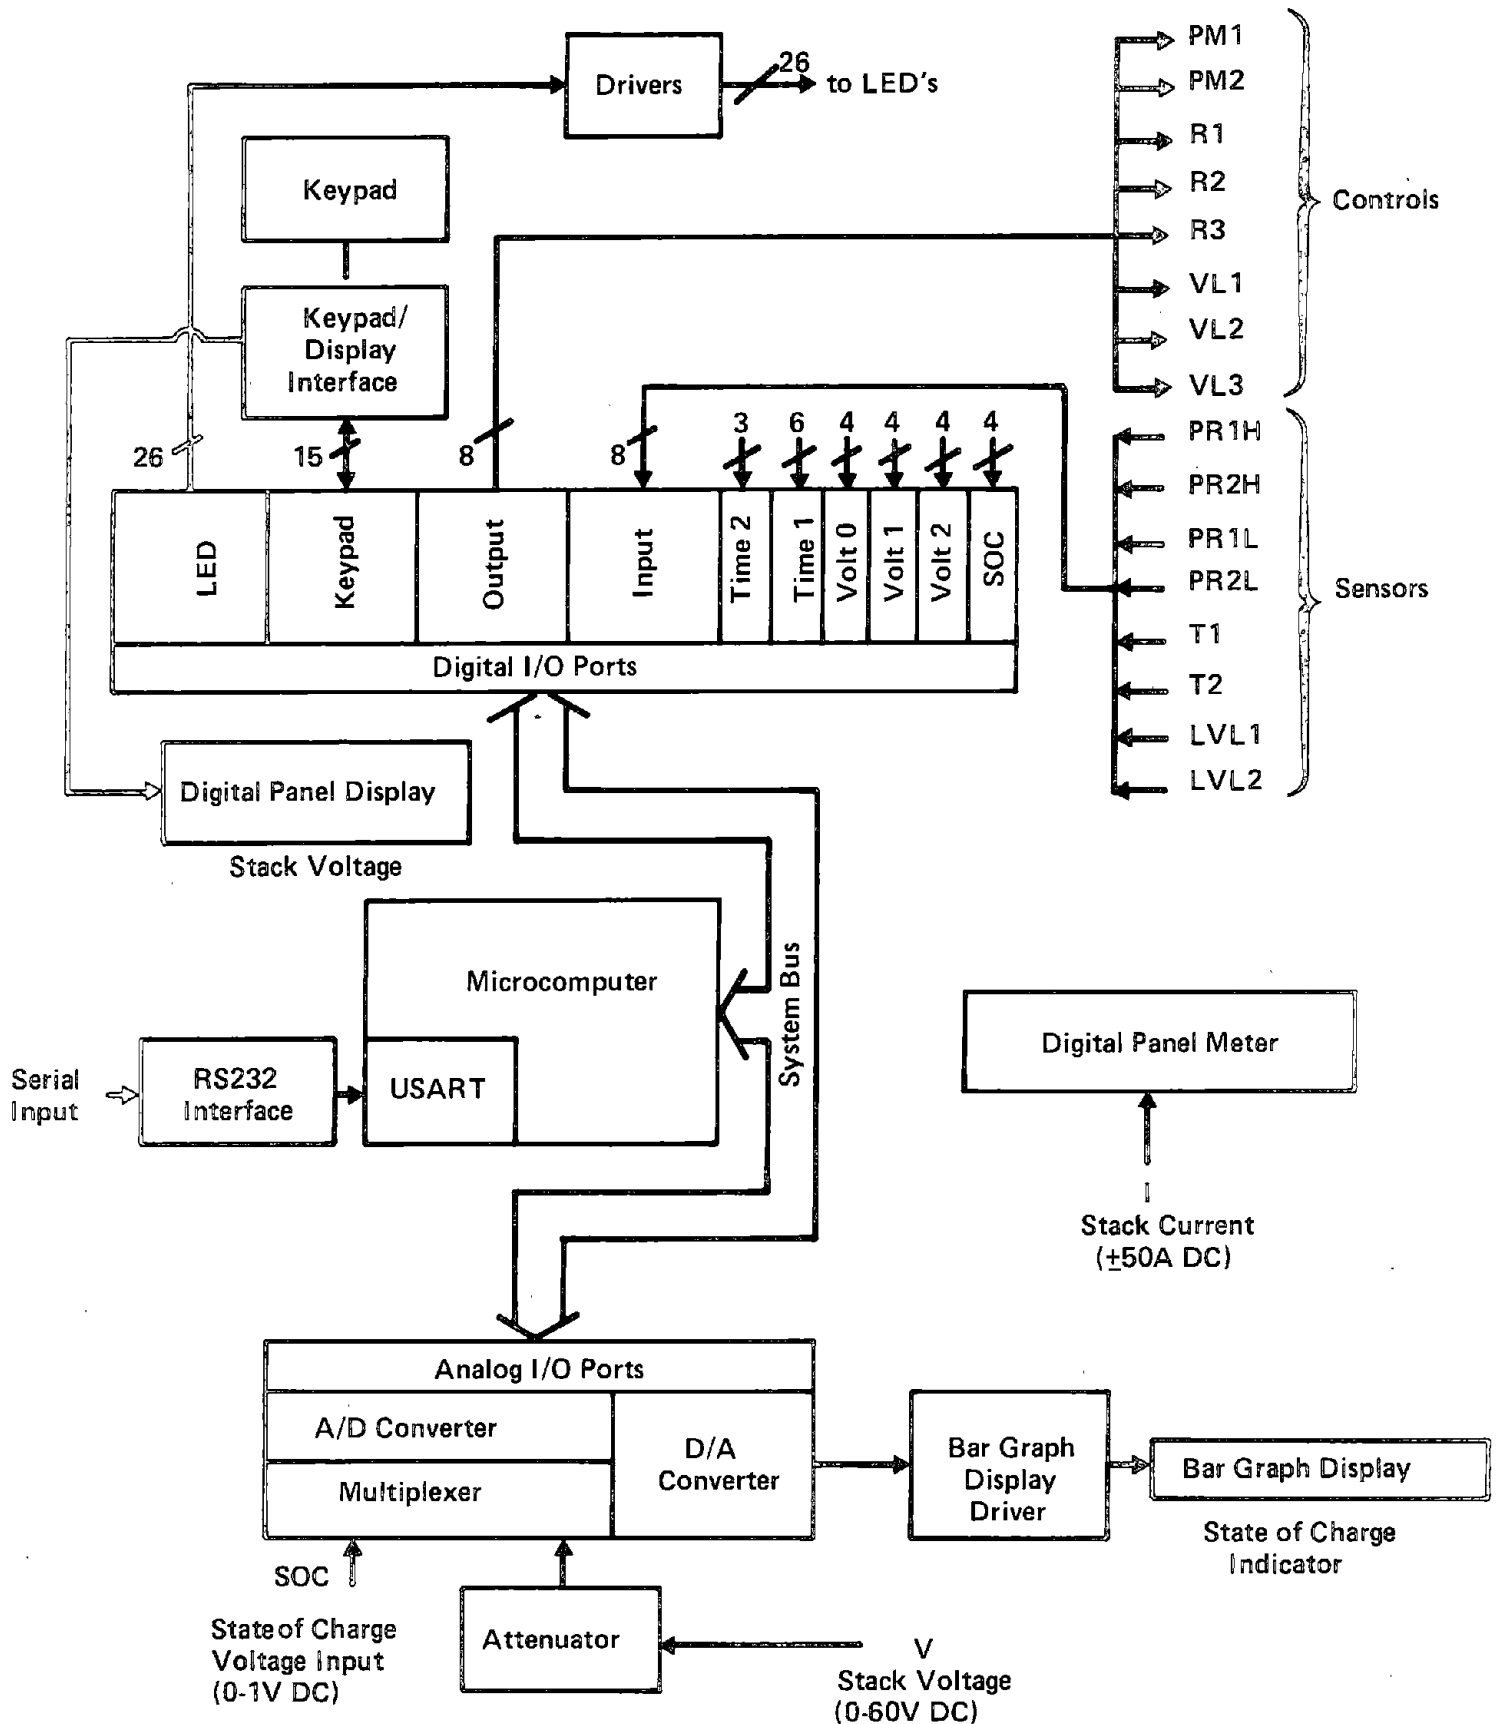 Drivers
26
to LED's
Keypad
Keypad/
Display
Interface
26
15
8
8
3
6
4
4
4
4
LED
Keypad
Output
Input
Time 2
Time 1
Volt 0
Volt 1
Volt 2
SOC
Digital I/O Ports
PM1
PM2
R1
R2
R3
VL1
VL2
VL3
Controls
PR1H
PR2H
PR1L
PR2L
T1
T2
LVL1
LVL2
Sensors
Digital Panel Display
Stack Voltage
Microcomputer
USART
System Bus
Serial
Input
RS232
Interface
Digital Panel Meter
I
Stack Current
(±50A DC)
Analog I/O Ports
A/D Converter
Multiplexer
D/A
Converter
Bar Graph
Display
Driver
Bar Graph Display
State of Charge
Indicator
SOC
State of Charge
Voltage Input
(0-1V DC)
Attenuator
V
Stack Voltage
(0-60V DC)